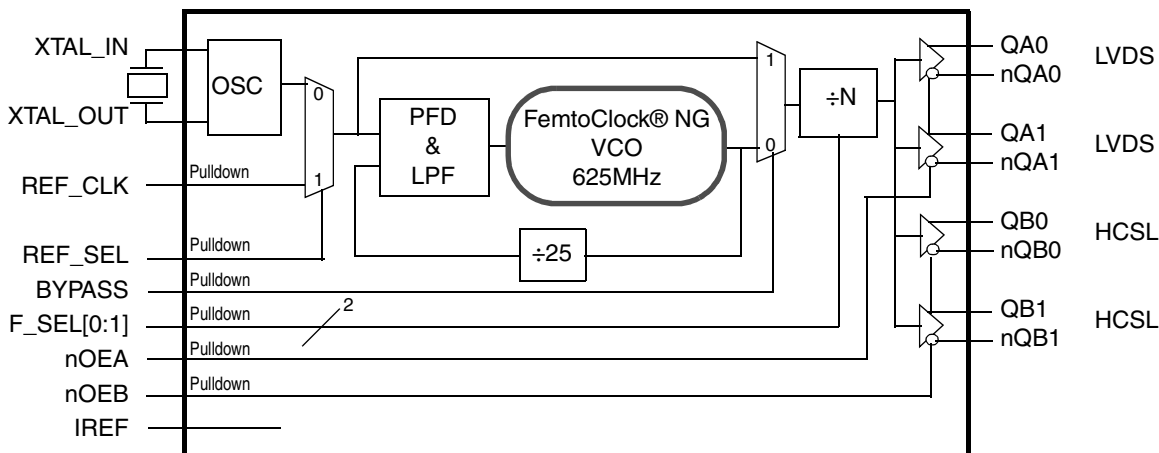 XTAL_IN
XTAL_OUT
OSC
0
1
REF_CLK
Pulldown
REF_SEL
Pulldown
BYPASS
Pulldown
F_SEL[0:1]
Pulldown
2
nOEA
Pulldown
nOEB
Pulldown
IREF
PFD
&
LPF
FemtoClock® NG
VCO
625MHz
÷25
1
0
÷N
QA0
nQA0
LVDS
QA1
nQA1
LVDS
QB0
nQB0
HCSL
QB1
nQB1
HCSL